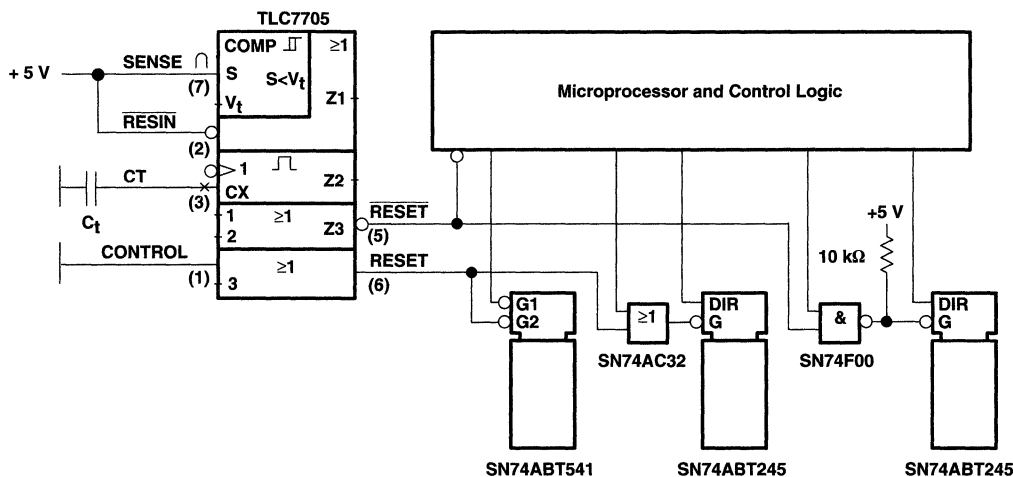 TLC7705
COMP
≥1
+ 5 V
SENSE
S
S<Vt
(7)
Vt
Z1
RESIN
(2)
Microprocessor and Control Logic
1
CT
Z2
(3)
CX
Ct
1
≥1
2
Z3
RESET
(5)
+5 V
CONTROL
(1)
≥1
3
RESET
(6)
10 kΩ
G1
G2
≥1
DIR
G
&
DIR
G
SN74AC32
SN74F00
SN74ABT541
SN74ABT245
SN74ABT245